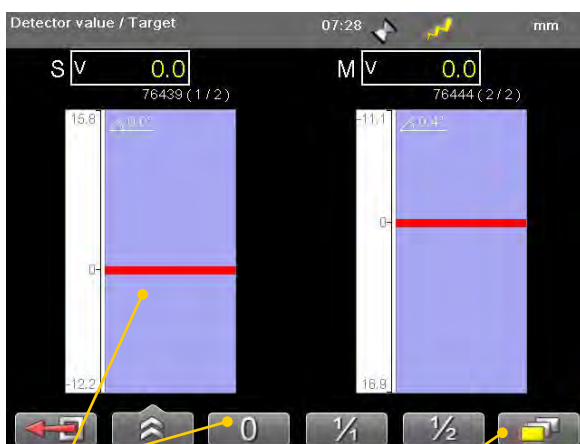 Detector value / Target 07:28 mm
S V 0.0 M V 0.0
76439 (1 / 2) 76444 (2 / 2)
15.8 0.0° -11.1 0.4°
0
0
-12.2 16.9
0 1/1 1/2